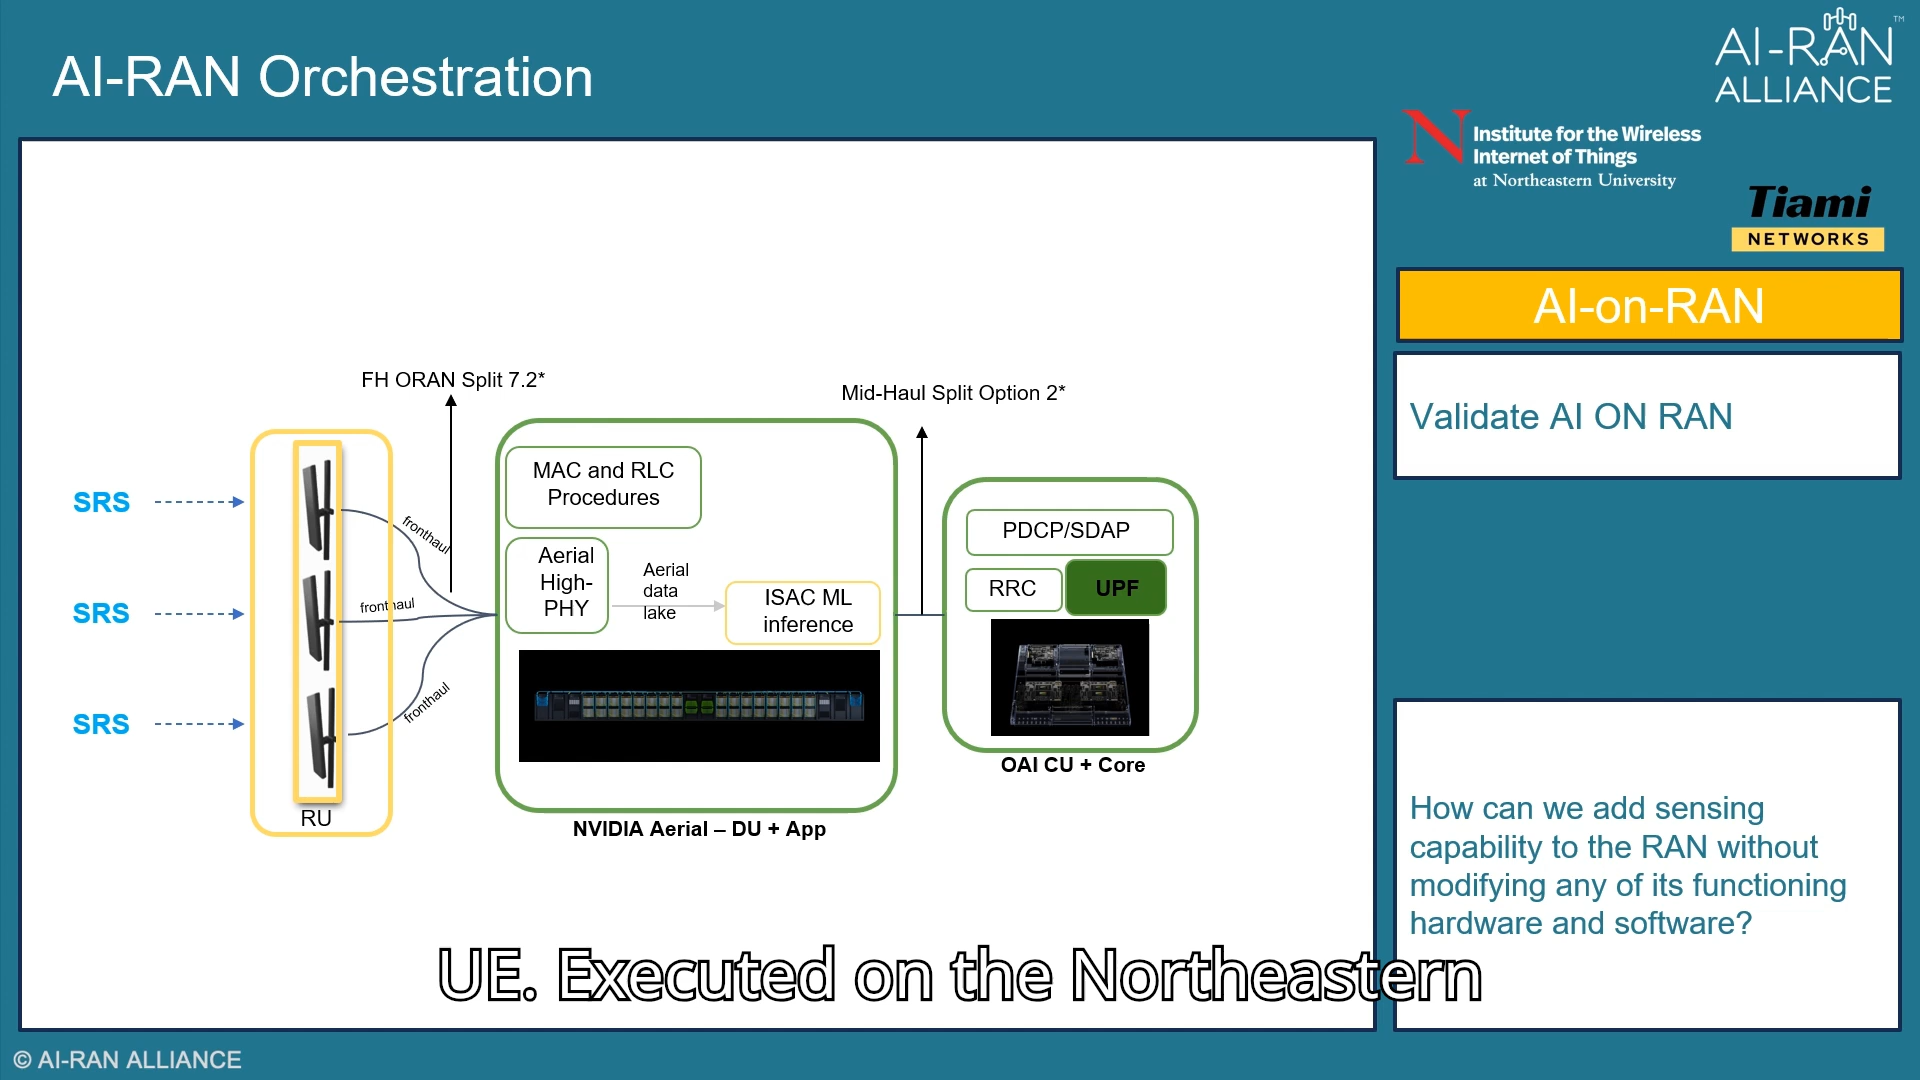 AI-RAN Orchestration
AI-RAN
ALLIANCE
TM
Institute for the Wireless
Internet of Things
at Northeastern University
Tiami
NETWORKS
AI-on-RAN
Validate AI ON RAN
FH ORAN Split 7.2*
Mid-Haul Split Option 2*
SRS
SRS
SRS
fronthaul
fronthaul
fronthaul
RU
MAC and RLC
Procedures
Aerial
High-
PHY
Aerial
data
lake
ISAC ML
inference
NVIDIA Aerial – DU + App
PDCP/SDAP
RRC
UPF
OAI CU + Core
How can we add sensing
capability to the RAN without
modifying any of its functioning
hardware and software?
UE. Executed on the Northeastern
© AI-RAN ALLIANCE